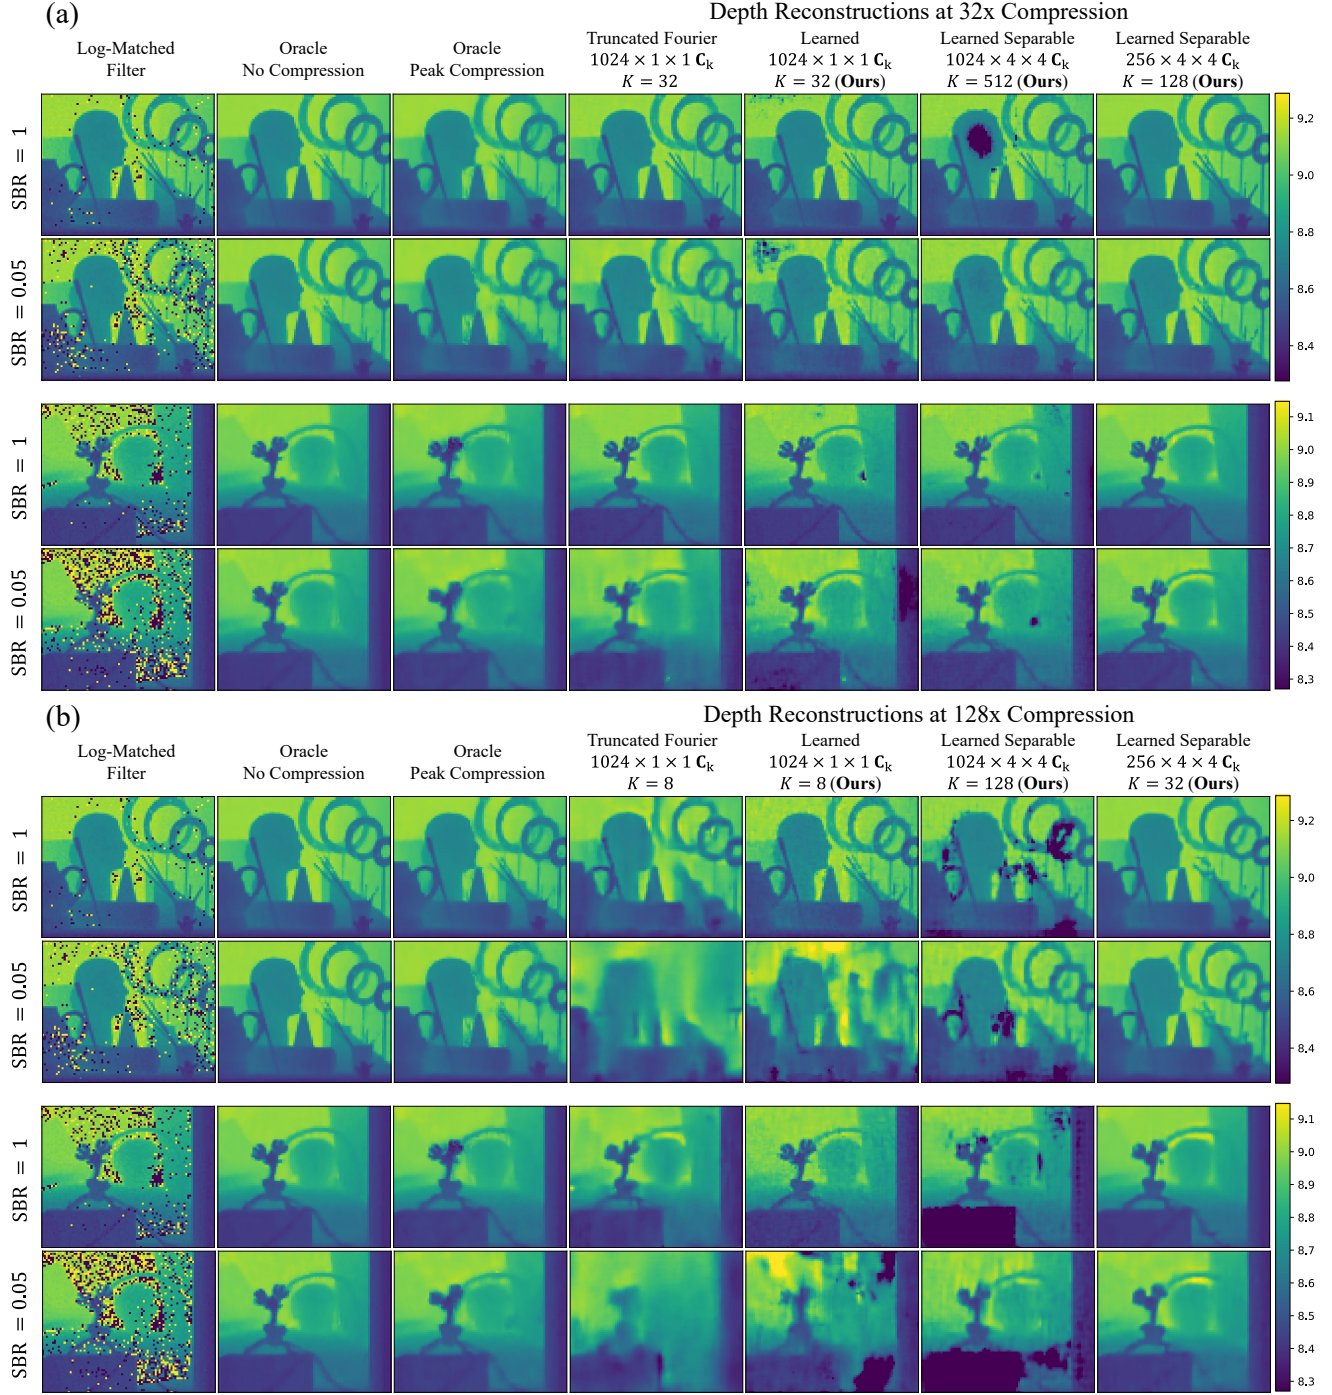 (a)
Depth Reconstructions at 32x Compression
Log-Matched
Filter
Oracle
No Compression
Oracle
Peak Compression
Truncated Fourier
1024 × 1 × 1 C_k
K = 32
Learned
1024 × 1 × 1 C_k
K = 32 (Ours)
Learned Separable
1024 × 4 × 4 C_k
K = 512 (Ours)
Learned Separable
256 × 4 × 4 C_k
K = 128 (Ours)
SBR = 1
9.2
9.0
8.8
8.6
8.4
SBR = 0.05
SBR = 1
9.1
9.0
8.9
8.8
8.7
8.6
8.5
8.4
8.3
SBR = 0.05
(b)
Depth Reconstructions at 128x Compression
Log-Matched
Filter
Oracle
No Compression
Oracle
Peak Compression
Truncated Fourier
1024 × 1 × 1 C_k
K = 8
Learned
1024 × 1 × 1 C_k
K = 8 (Ours)
Learned Separable
1024 × 4 × 4 C_k
K = 128 (Ours)
Learned Separable
256 × 4 × 4 C_k
K = 32 (Ours)
SBR = 1
9.2
9.0
8.8
8.6
8.4
SBR = 0.05
SBR = 1
9.1
9.0
8.9
8.8
8.7
8.6
8.5
8.4
8.3
SBR = 0.05